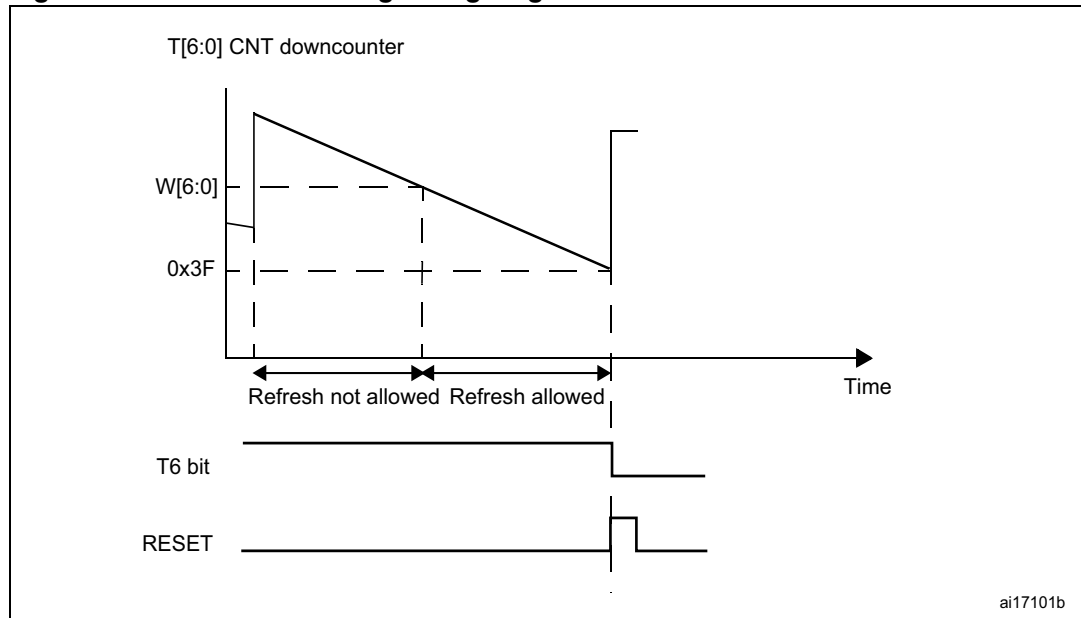 T[6:0] CNT downcounter
W[6:0]
0x3F
Time
Refresh not allowed Refresh allowed
T6 bit
RESET
ai17101b